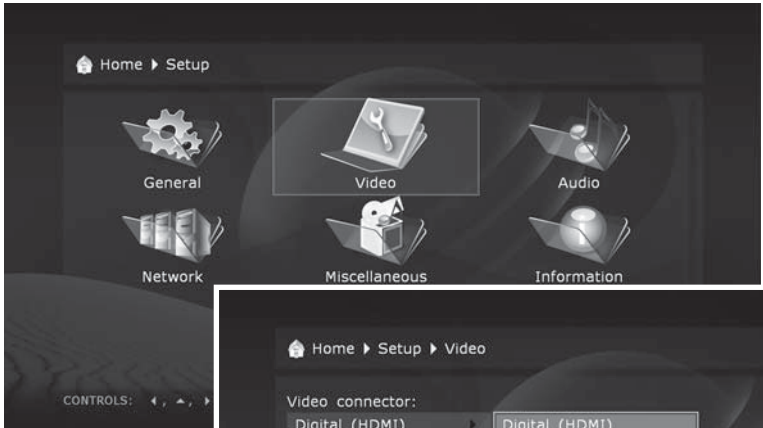 Home ▸ Setup
General Video Audio
Network Miscellaneous Information
CONTROLS:
Home ▸ Setup ▸ Video
Video connector:
Digital (HDMI) Digital (HDMI)